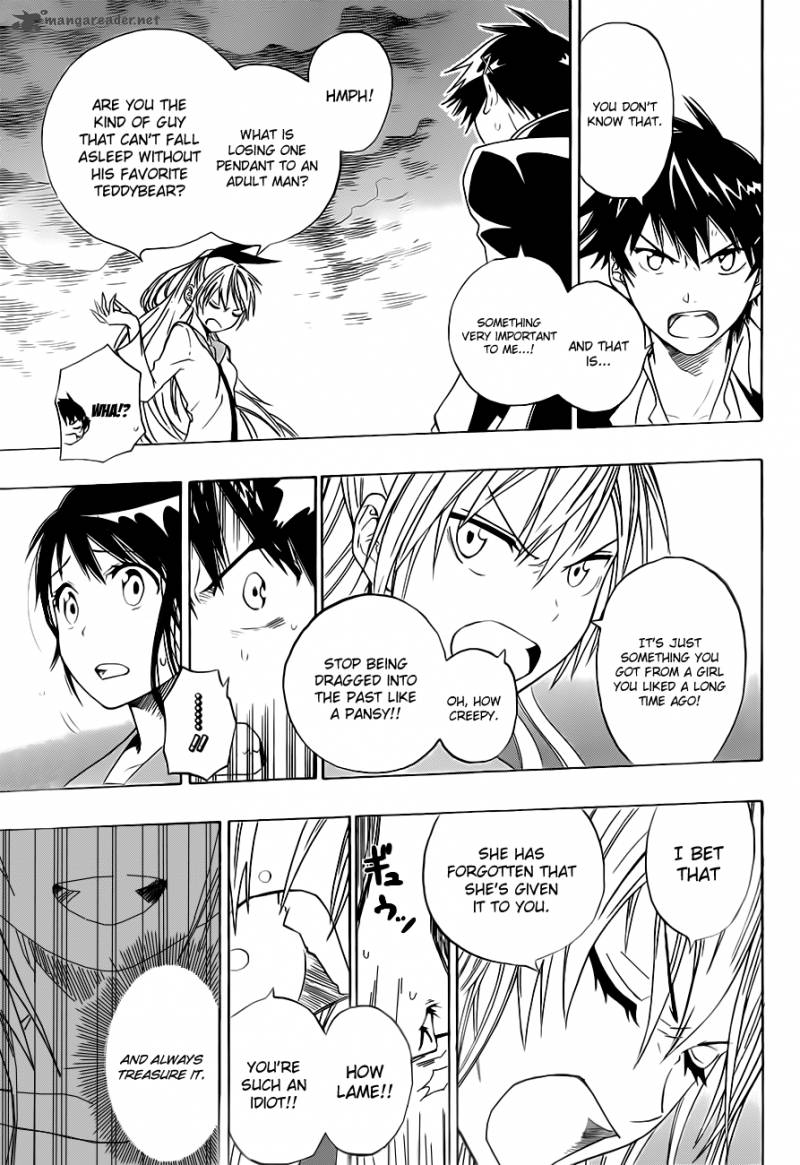 mangareader.net
YOU DON'T
KNOW THAT.
AND THAT
IS...
SOMETHING
VERY IMPORTANT
TO ME...!
HMPH!
WHAT IS
LOSING ONE
PENDANT TO AN
ADULT MAN?
ARE YOU THE
KIND OF GUY
THAT CAN'T FALL
ASLEEP WITHOUT
HIS FAVORITE
TEDDYBEAR?
WHA!?
IT'S JUST
SOMETHING YOU
GOT FROM A GIRL
YOU LIKED A LONG
TIME AGO!
OH, HOW
CREEPY.
STOP BEING
DRAGGED INTO
THE PAST LIKE
A PANSY!!
......!!
I BET
THAT
SHE HAS
FORGOTTEN THAT
SHE'S GIVEN
IT TO YOU.
ギュ
ウッ
HOW
LAME!!
YOU'RE
SUCH AN
IDIOT!!
AND ALWAYS
TREASURE IT.